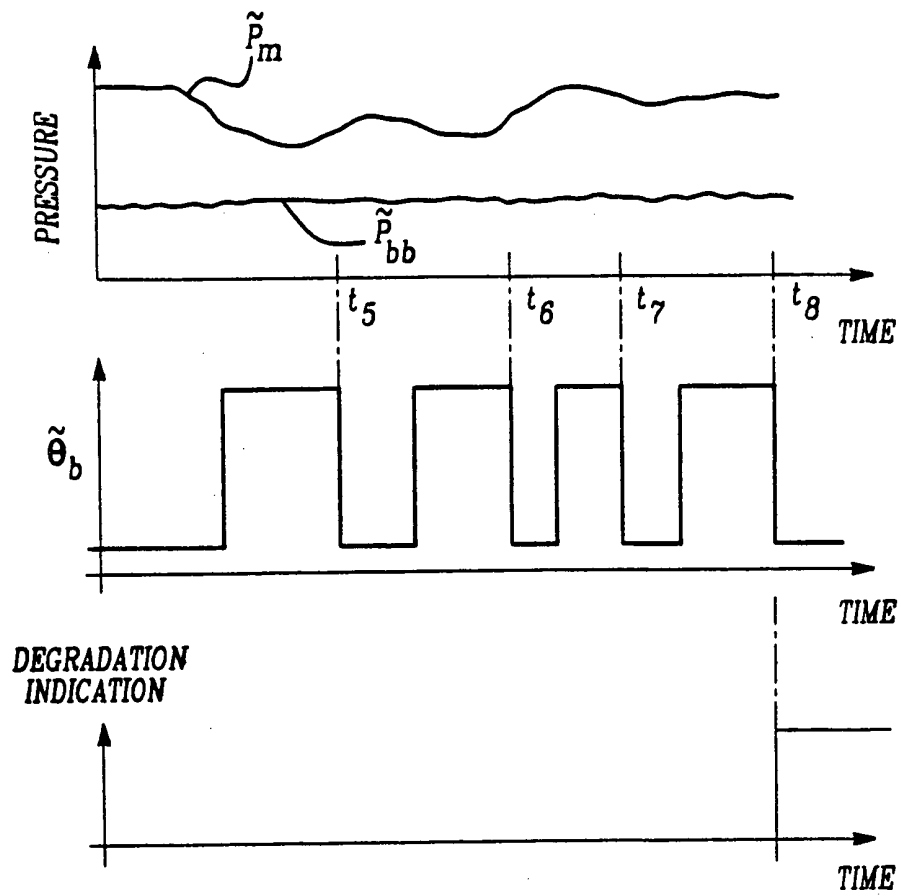 P̃m
PRESSURE
P̃bb
t5
t6
t7
t8
TIME
θ̃b
TIME
DEGRADATION
INDICATION
TIME